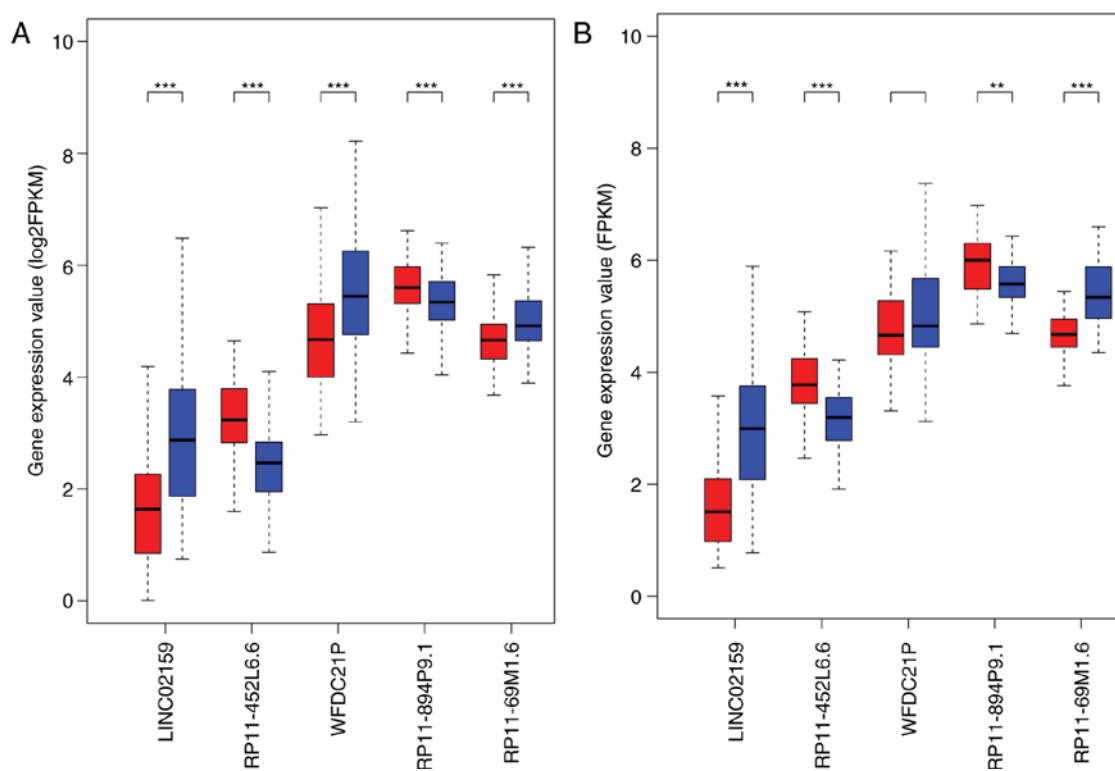 A
Gene expression value (log2FPKM)
10
8
6
4
2
0
*** *** *** *** ***
LINC02159
RP11-452L6.6
WFDC21P
RP11-894P9.1
RP11-69M1.6
B
Gene expression value (FPKM)
10
8
6
4
2
0
*** *** ** ***
LINC02159
RP11-452L6.6
WFDC21P
RP11-894P9.1
RP11-69M1.6